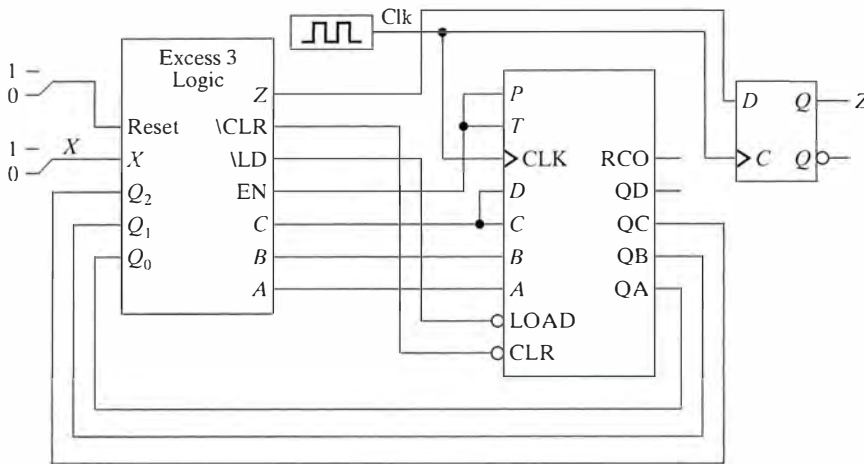 Clk
Excess 3
Logic
1
0
Reset
1
0
X
X
Q2
Q1
Q0
Z
\CLR
\LD
EN
C
B
A
P
T
CLK
D
C
B
A
LOAD
CLR
RCO
QD
QC
QB
QA
D
Q
C
Q
Z